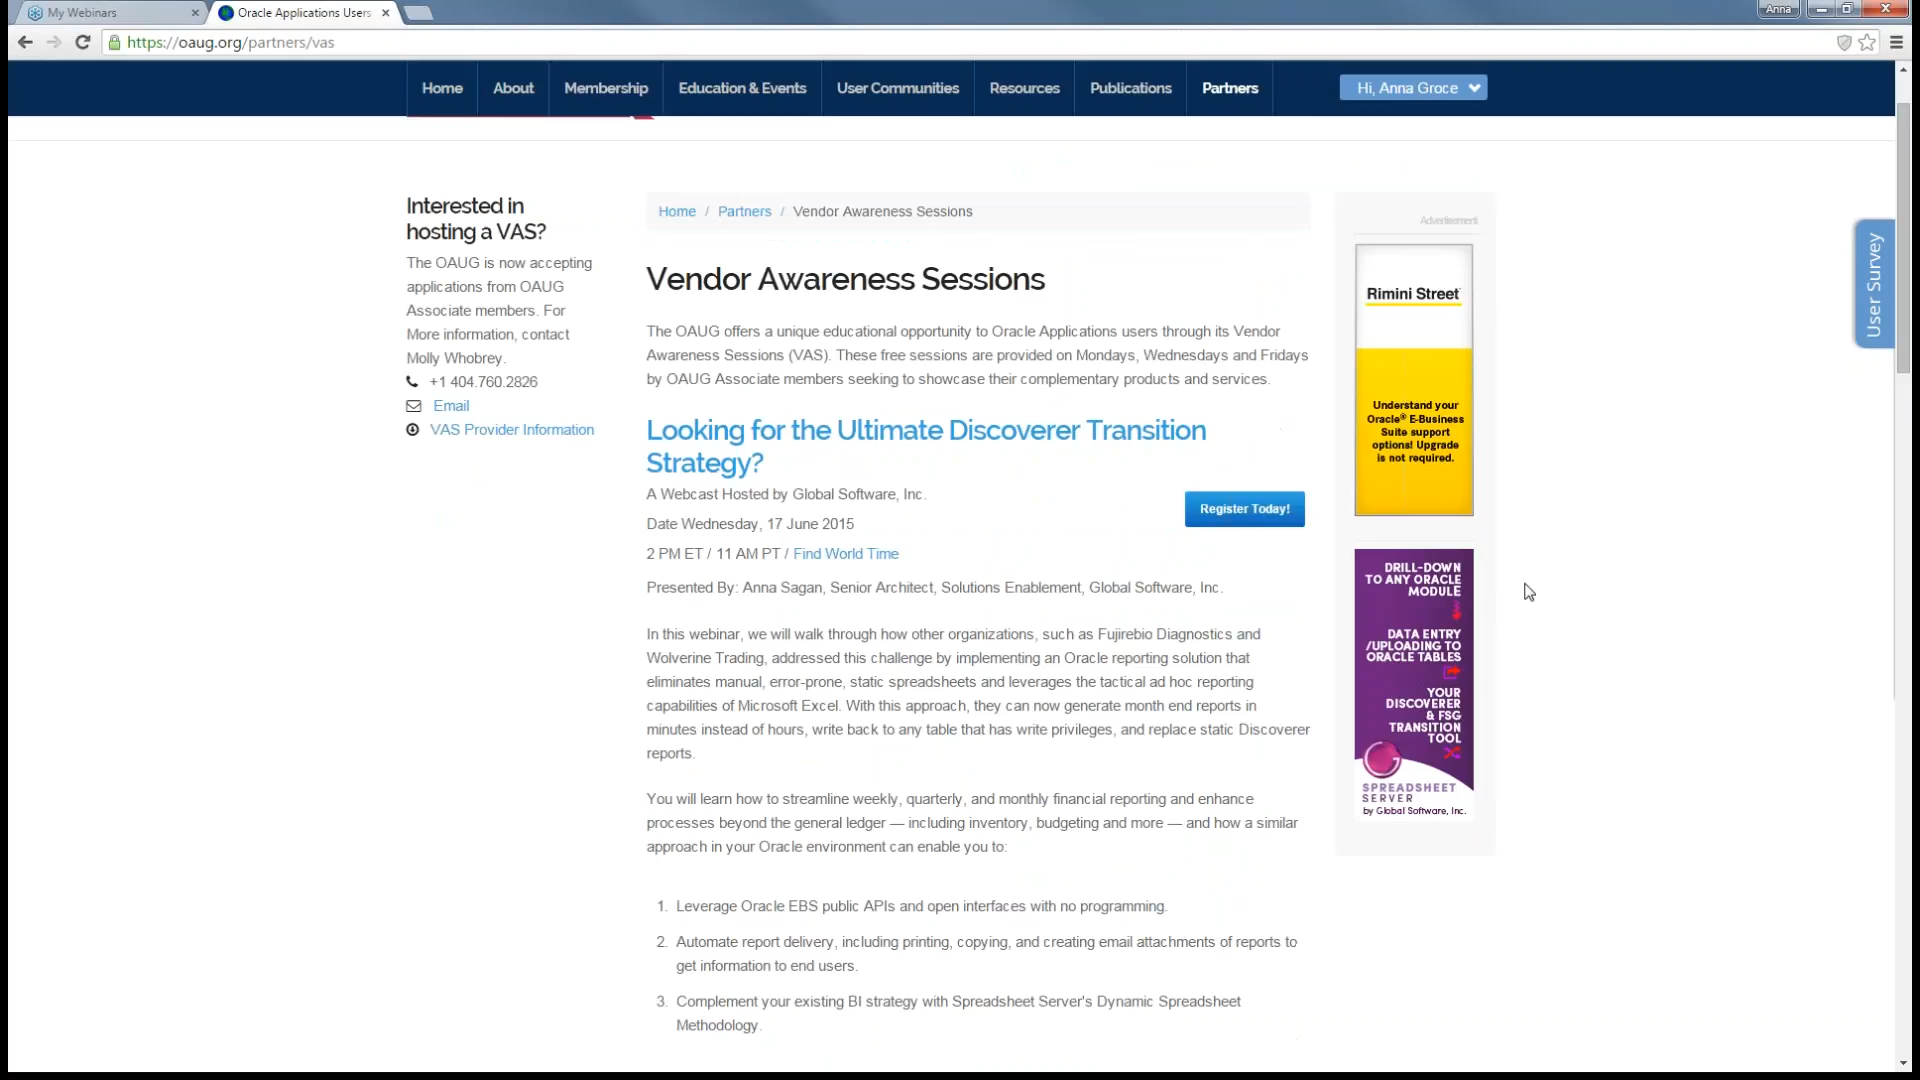 My Webinars
Oracle Applications Users
Anna
https://oaug.org/partners/vas
Home About Membership Education & Events User Communities Resources Publications Partners
Hi, Anna Groce
Interested in
hosting a VAS?
The OAUG is now accepting
applications from OAUG
Associate members. For
More information, contact
Molly Whobrey.
+1 404.760.2826
Email
VAS Provider Information
Home / Partners / Vendor Awareness Sessions
Vendor Awareness Sessions
The OAUG offers a unique educational opportunity to Oracle Applications users through its Vendor
Awareness Sessions (VAS). These free sessions are provided on Mondays, Wednesdays and Fridays
by OAUG Associate members seeking to showcase their complementary products and services.
Looking for the Ultimate Discoverer Transition
Strategy?
A Webcast Hosted by Global Software, Inc.
Register Today!
Date Wednesday, 17 June 2015
2 PM ET / 11 AM PT / Find World Time
Presented By: Anna Sagan, Senior Architect, Solutions Enablement, Global Software, Inc.
In this webinar, we will walk through how other organizations, such as Fujirebio Diagnostics and
Wolverine Trading, addressed this challenge by implementing an Oracle reporting solution that
eliminates manual, error-prone, static spreadsheets and leverages the tactical ad hoc reporting
capabilities of Microsoft Excel. With this approach, they can now generate month end reports in
minutes instead of hours, write back to any table that has write privileges, and replace static Discoverer
reports.
You will learn how to streamline weekly, quarterly, and monthly financial reporting and enhance
processes beyond the general ledger — including inventory, budgeting and more — and how a similar
approach in your Oracle environment can enable you to:
1. Leverage Oracle EBS public APIs and open interfaces with no programming.
2. Automate report delivery, including printing, copying, and creating email attachments of reports to
get information to end users.
3. Complement your existing BI strategy with Spreadsheet Server's Dynamic Spreadsheet
Methodology.
Advertisement
Rimini Street
Understand your
Oracle® E-Business
Suite support
options! Upgrade
is not required.
DRILL-DOWN
TO ANY ORACLE
MODULE
DATA ENTRY
/UPLOADING TO
ORACLE TABLES
YOUR
DISCOVERER
& FSG
TRANSITION
TOOL
SPREADSHEET
SERVER
by Global Software, Inc.
User Survey